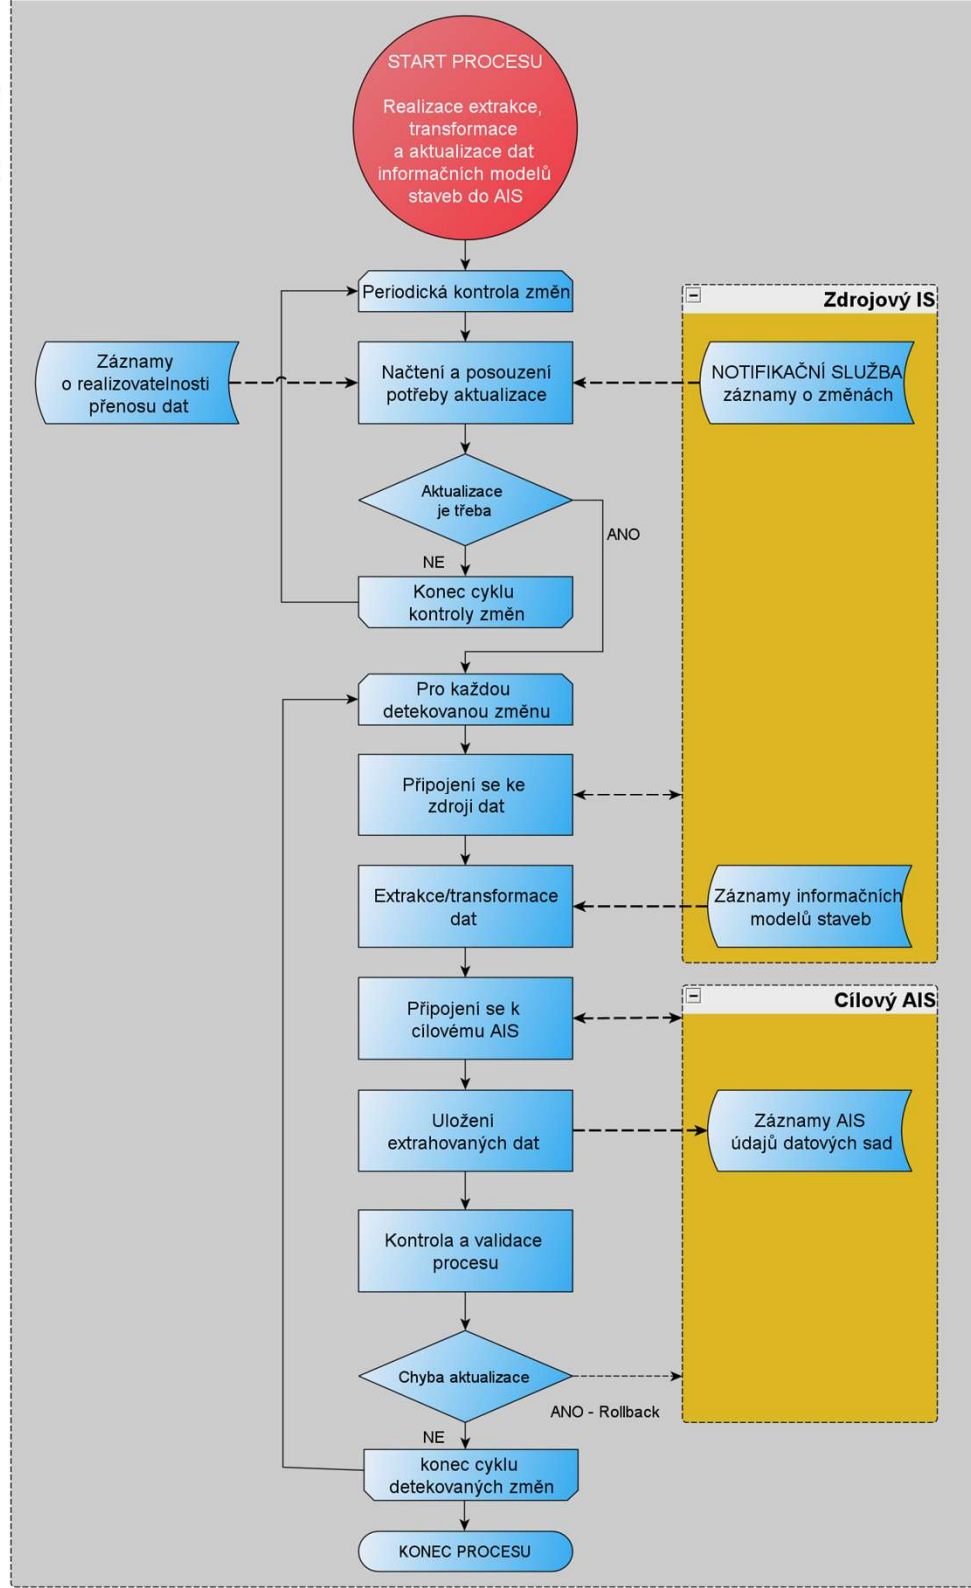 START PROCESU
Realizace extrakce,
transformace
a aktualizace dat
informačních modelů
staveb do AIS
Periodická kontrola změn
Zdrojový IS
Záznamy
o realizovatelnosti
přenosu dat
Načtení a posouzení
potřeby aktualizace
NOTIFIKAČNÍ SLUŽBA
záznamy o změnách
Aktualizace
je třeba
ANO
NE
Konec cyklu
kontroly změn
Pro každou
detekovanou změnu
Připojení se ke
zdroji dat
Extrakce/transformace
dat
Záznamy informačních
modelů staveb
Připojení se k
cílovému AIS
Cílový AIS
Uložení
extrahovaných dat
Záznamy AIS
údajů datových sad
Kontrola a validace
procesu
Chyba aktualizace
ANO - Rollback
NE
konec cyklu
detekovaných změn
KONEC PROCESU